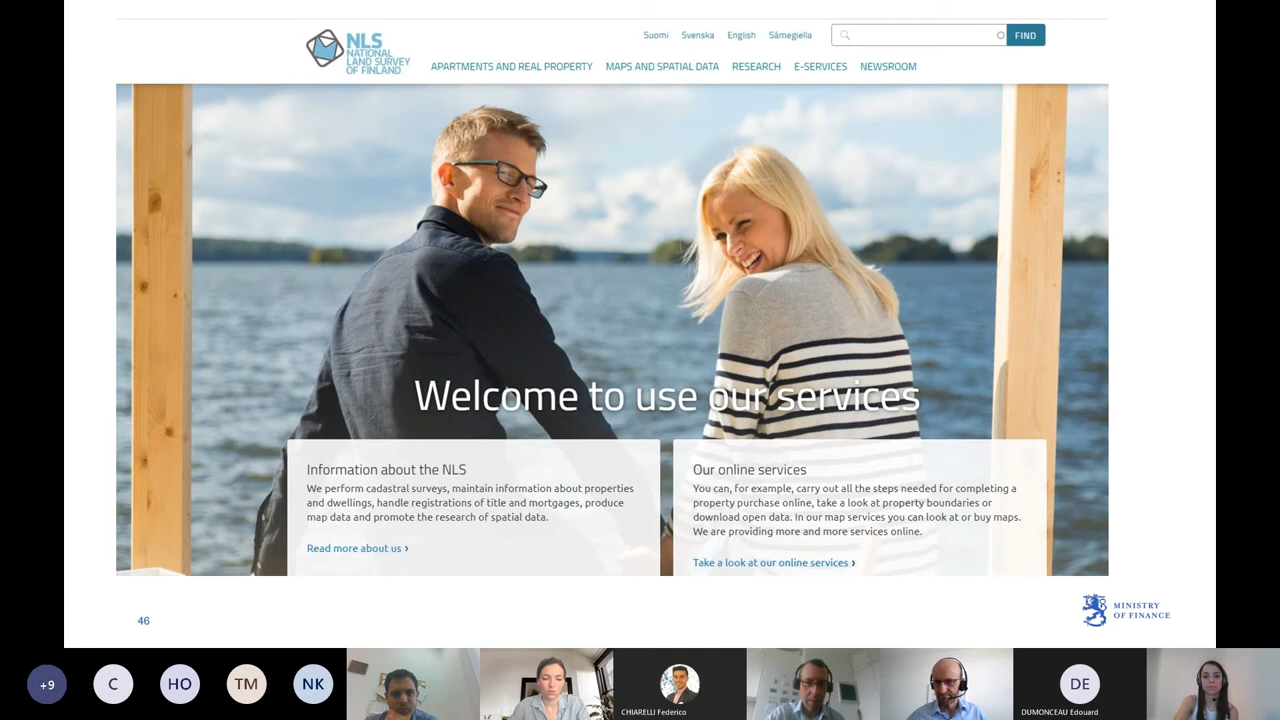 Suomi Svenska English Sámegiella
FIND
NLS
NATIONAL
LAND SURVEY
OF FINLAND
APARTMENTS AND REAL PROPERTY MAPS AND SPATIAL DATA RESEARCH E-SERVICES NEWSROOM
Welcome to use our services
Information about the NLS
We perform cadastral surveys, maintain information about properties
and dwellings, handle registrations of title and mortgages, produce
map data and promote the research of spatial data.
Read more about us ›
Our online services
You can, for example, carry out all the steps needed for completing a
property purchase online, take a look at property boundaries or
download open data. In our map services you can look at or buy maps.
We are providing more and more services online.
Take a look at our online services ›
46
MINISTRY
OF FINANCE
+9 C HO TM NK DE
CHIARELLI Federico
DUMONCEAU Edouard